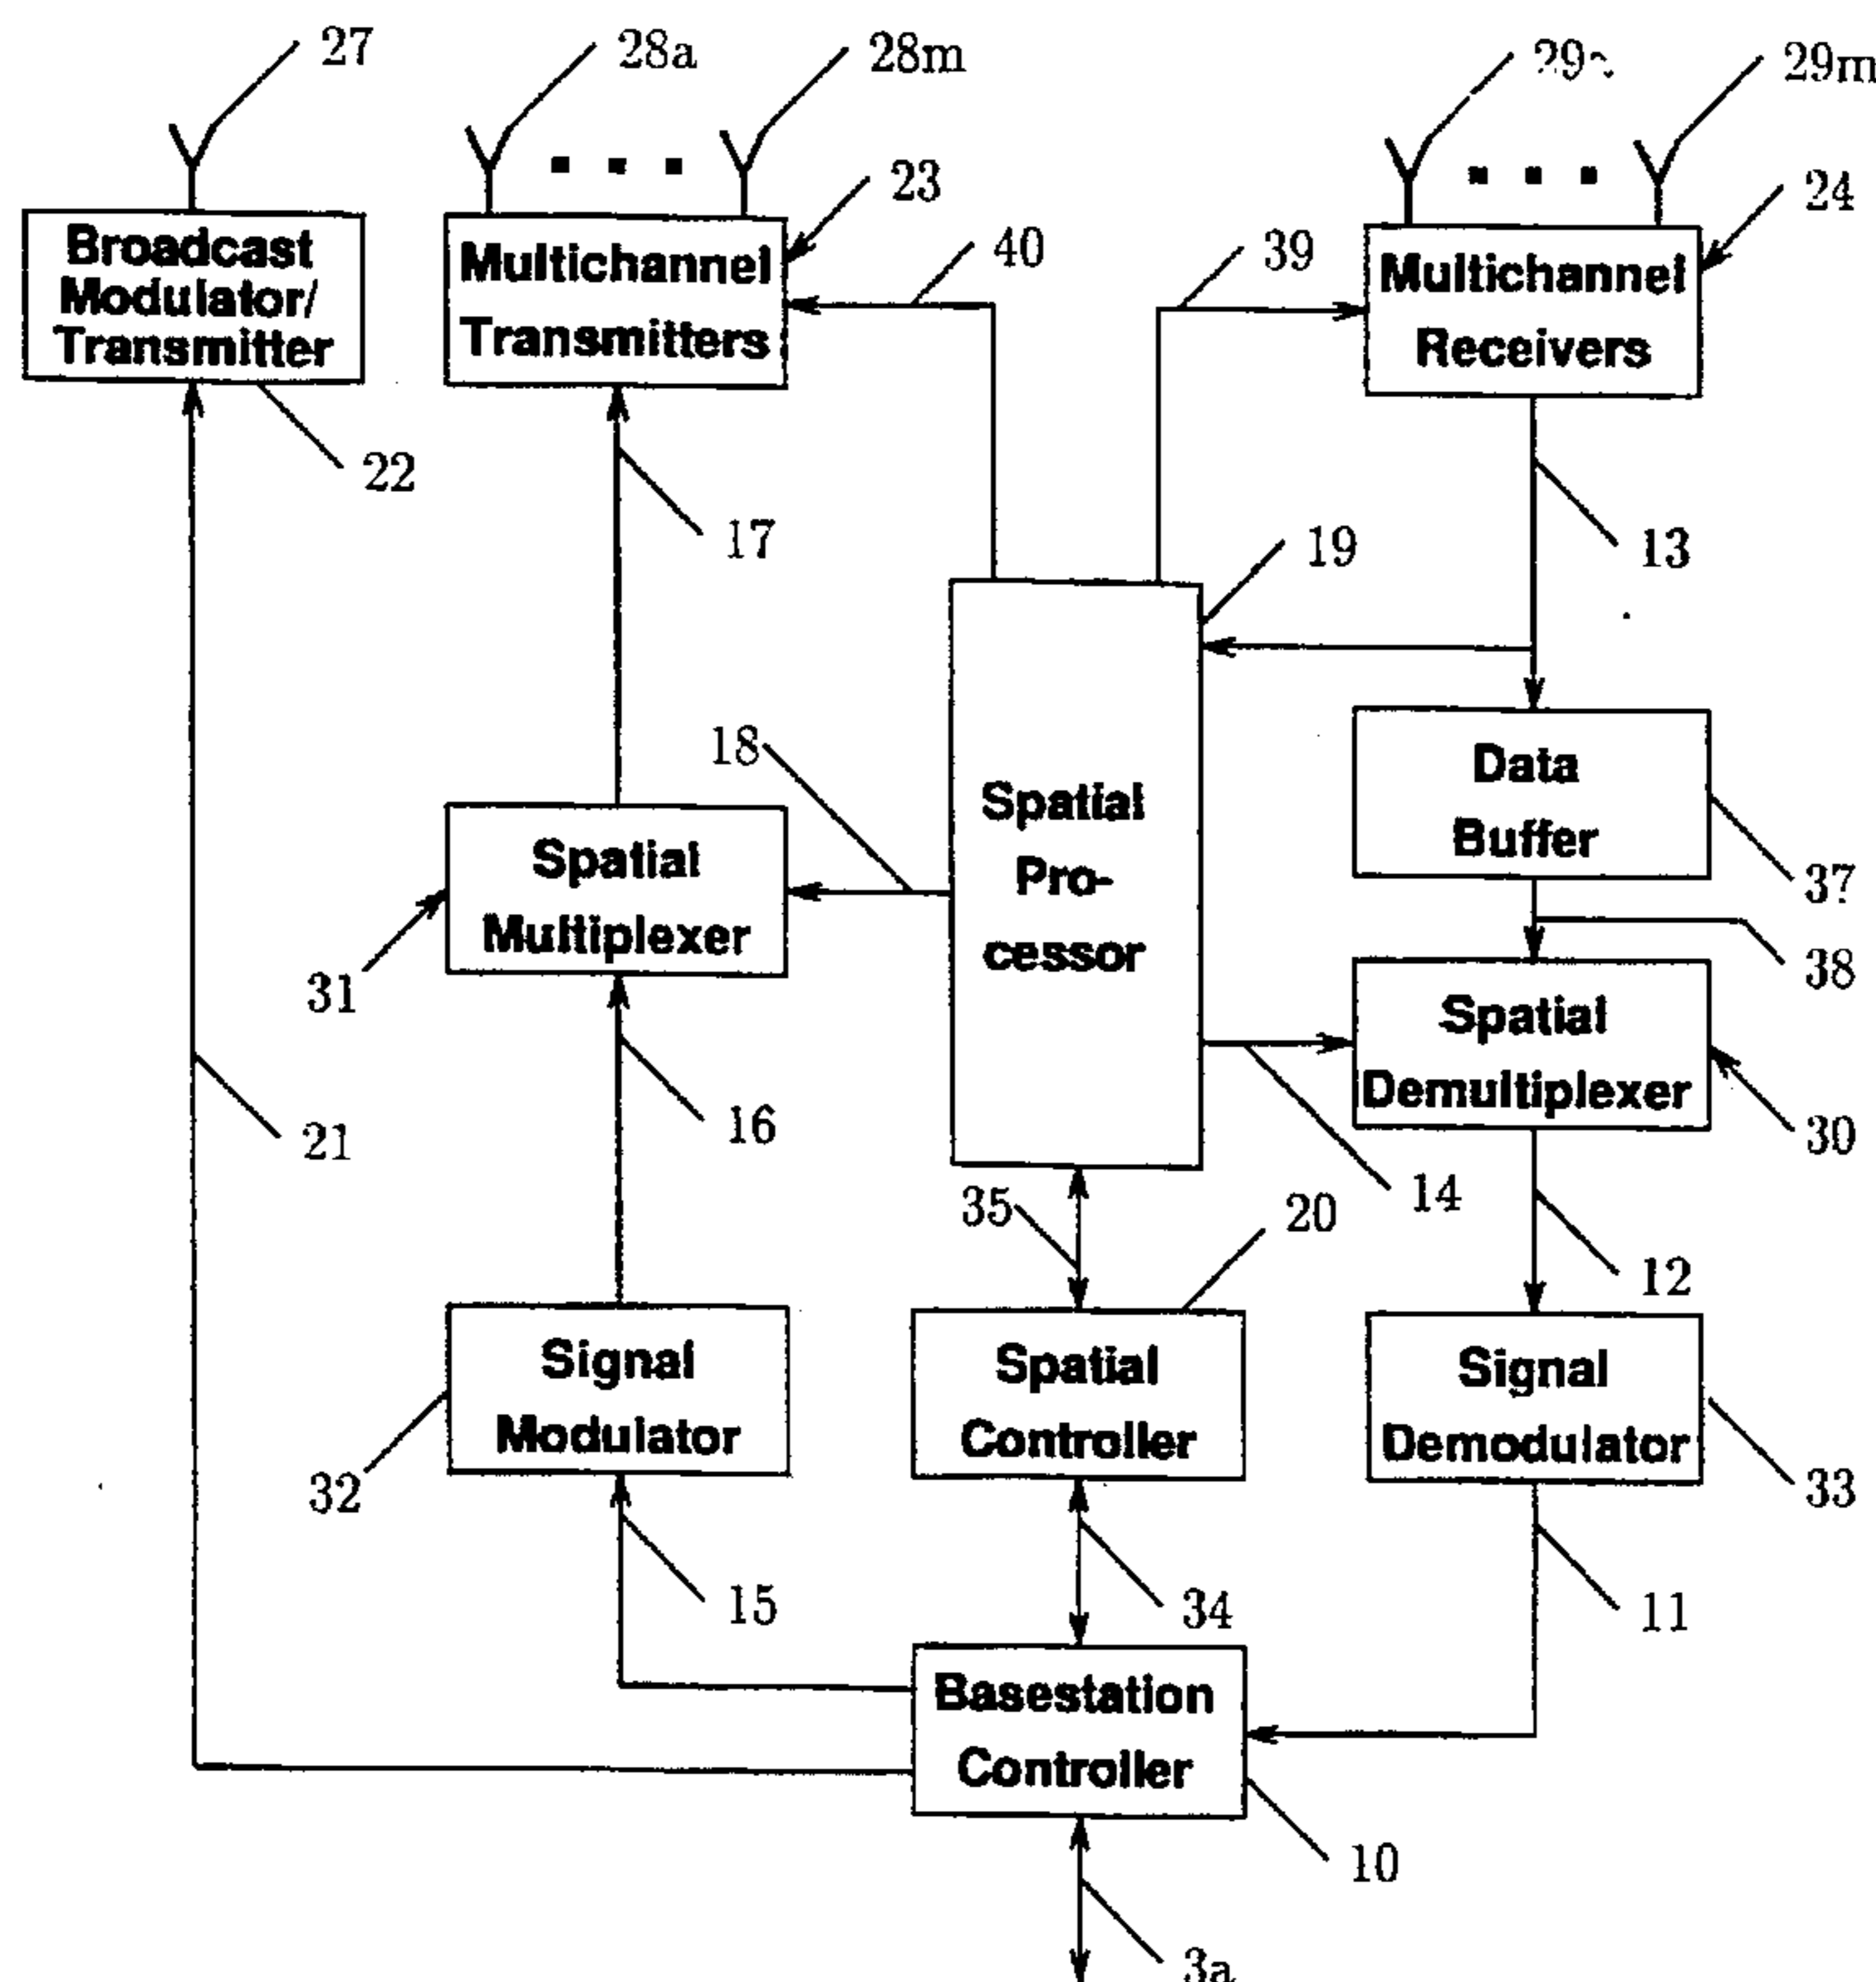 27
28a
28m
29m
23
24
Broadcast
Modulator/
Transmitter
Multichannel
Transmitters
40
39
Multichannel
Receivers
22
17
19
13
18
Spatial
Pro-
cessor
Data
Buffer
37
Spatial
Multiplexer
31
38
Spatial
Demultiplexer
30
21
16
35
20
14
12
Signal
Modulator
32
Spatial
Controller
Signal
Demodulator
33
15
34
11
Basestation
Controller
10
3a